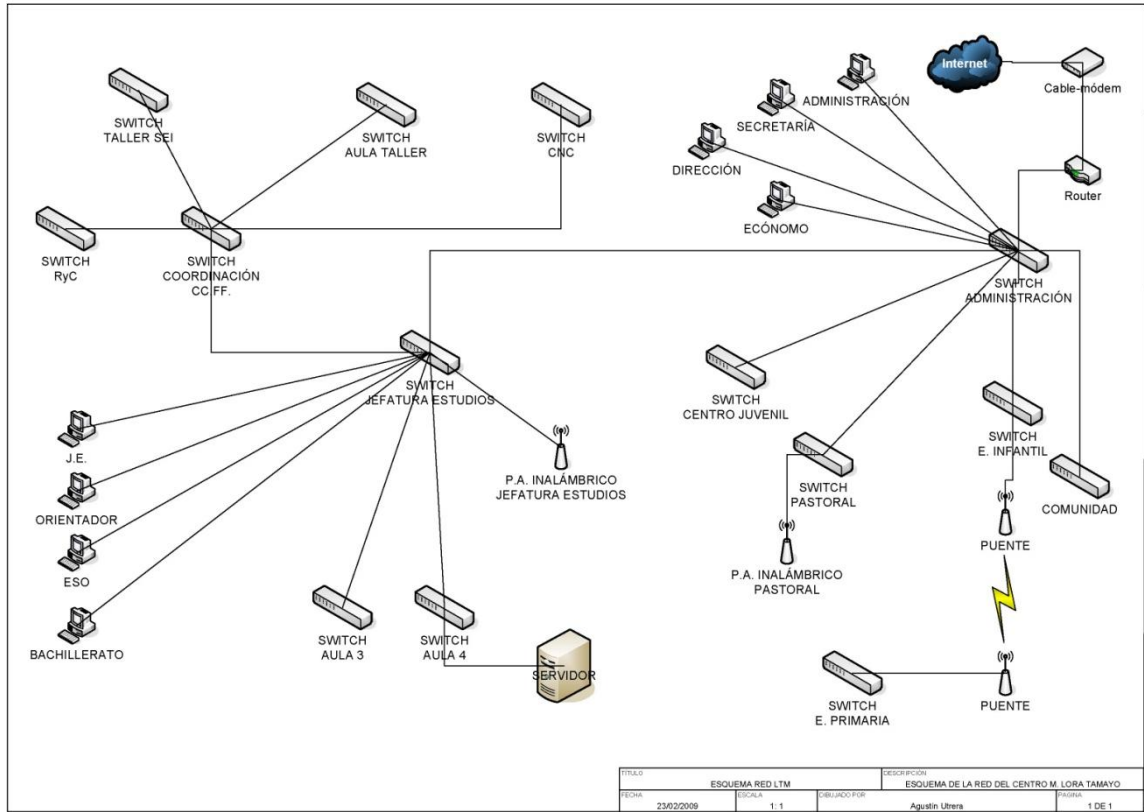 SWITCH
TALLER SEI
SWITCH
AULA TALLER
SWITCH
CNC
SWITCH
RyC
SWITCH
COORDINACIÓN
CC.FF.
SWITCH
JEFATURA ESTUDIOS
J.E.
ORIENTADOR
ESO
BACHILLERATO
SWITCH
AULA 3
SWITCH
AULA 4
SERVIDOR
P.A. INALÁMBRICO
JEFATURA ESTUDIOS
ADMINISTRACIÓN
SECRETARÍA
DIRECCIÓN
ECÓNOMO
Internet
Cable-módem
Router
SWITCH
ADMINISTRACIÓN
SWITCH
CENTRO JUVENIL
SWITCH
PASTORAL
P.A. INALÁMBRICO
PASTORAL
SWITCH
E. INFANTIL
COMUNIDAD
PUENTE
PUENTE
SWITCH
E. PRIMARIA
TÍTULO
ESQUEMA RED LTM
DESCRIPCIÓN
ESQUEMA DE LA RED DEL CENTRO M. LORA TAMAYO
FECHA
23/02/2009
ESCALA
1: 1
DIBUJADO POR
Agustín Utrera
PÁGINA
1 DE 1